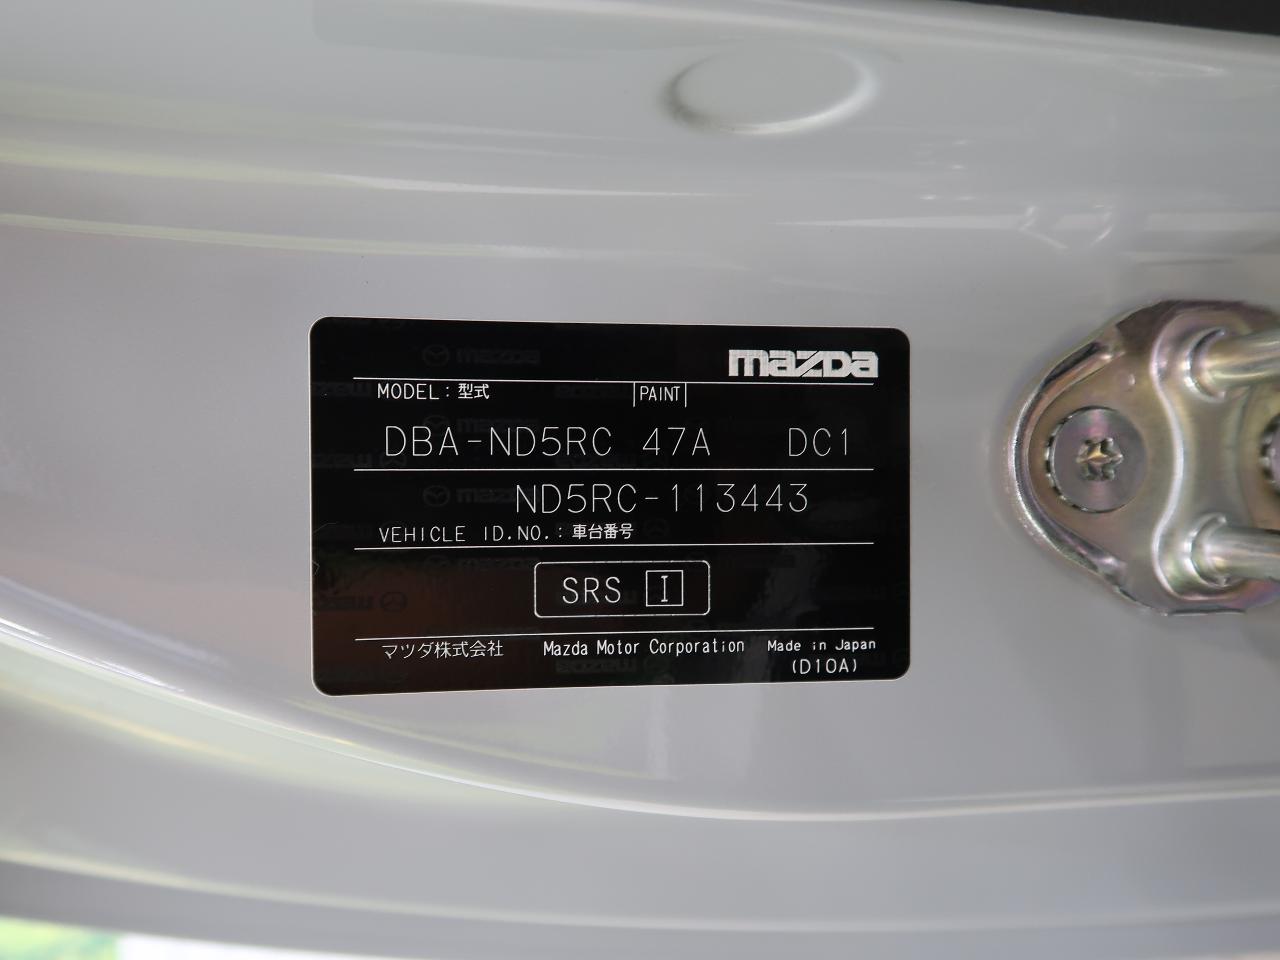 mazda
MODEL：型式 PAINT
DBA-ND5RC 47A DC1
ND5RC-113443
VEHICLE ID.NO.：車台番号
SRS I
マツダ株式会社 Mazda Motor Corporation Made in Japan
(D10A)